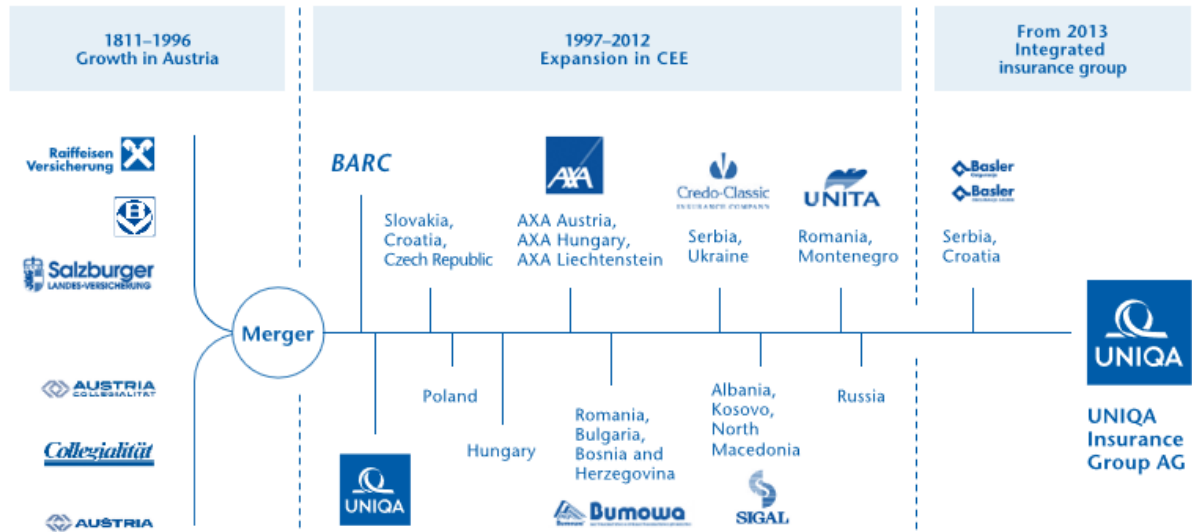 1811–1996
Growth in Austria
1997–2012
Expansion in CEE
From 2013
Integrated
insurance group
Raiffeisen
Versicherung
Salzburger
LANDES-VERSICHERUNG
Merger
AUSTRIA
COLLEGIALITÄT
Collegialität
AUSTRIA
BARC
Slovakia,
Croatia,
Czech Republic
AXA
AXA Austria,
AXA Hungary,
AXA Liechtenstein
Credo-Classic
INSURANCE COMPANY
Serbia,
Ukraine
UNITA
Romania,
Montenegro
Basler
Basler
Serbia,
Croatia
UNIQA
Poland
Hungary
Romania,
Bulgaria,
Bosnia and
Herzegovina
Bumowa
Albania,
Kosovo,
North
Macedonia
SIGAL
Russia
UNIQA
UNIQA
Insurance
Group AG